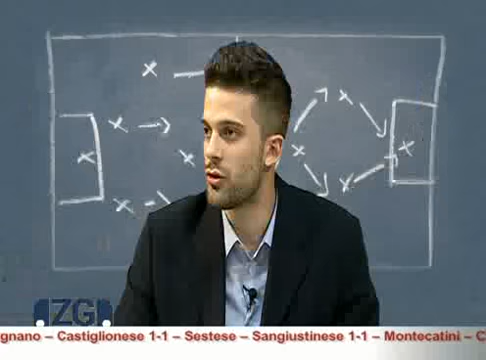 ZG
gnano – Castiglionese 1-1 – Sestese – Sangiustinese 1-1 – Montecatini – C